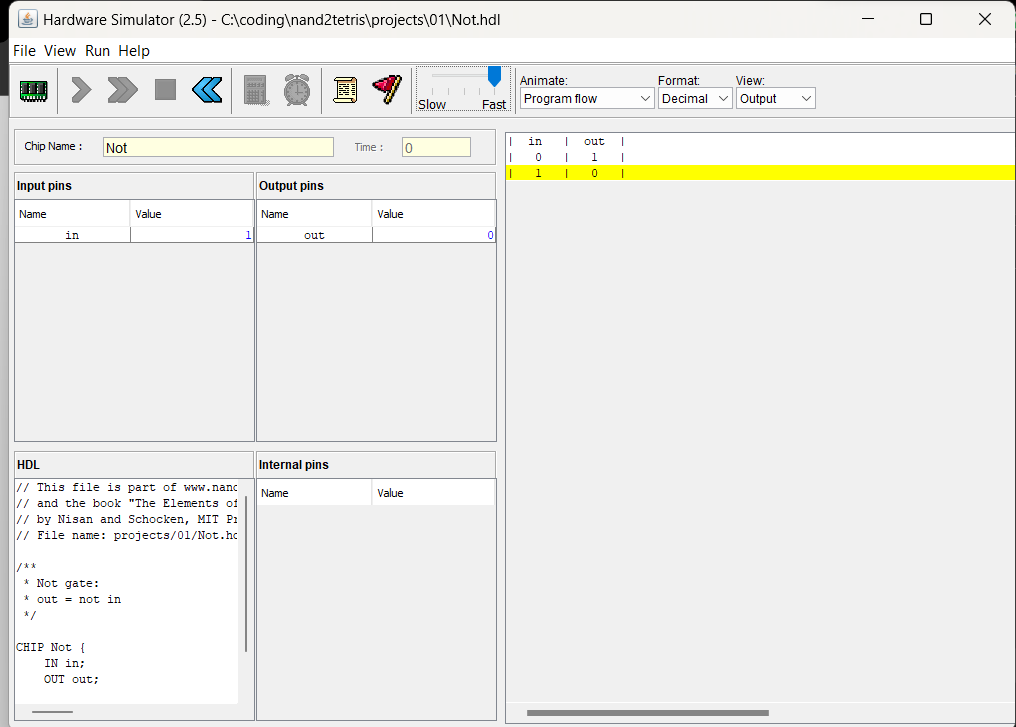 Hardware Simulator (2.5) - C:\coding\nand2tetris\projects\01\Not.hdl
File View Run Help
Animate: Format: View:
Slow Fast Program flow Decimal Output
Chip Name : Not Time : 0
Input pins Output pins
Name Value Name Value
in 1 out 0
| in | out |
| 0 | 1 |
| 1 | 0 |
HDL Internal pins
Name Value
// This file is part of www.nand
// and the book "The Elements of
// by Nisan and Schocken, MIT Pr
// File name: projects/01/Not.hd
/**
* Not gate:
* out = not in
*/
CHIP Not {
IN in;
OUT out;